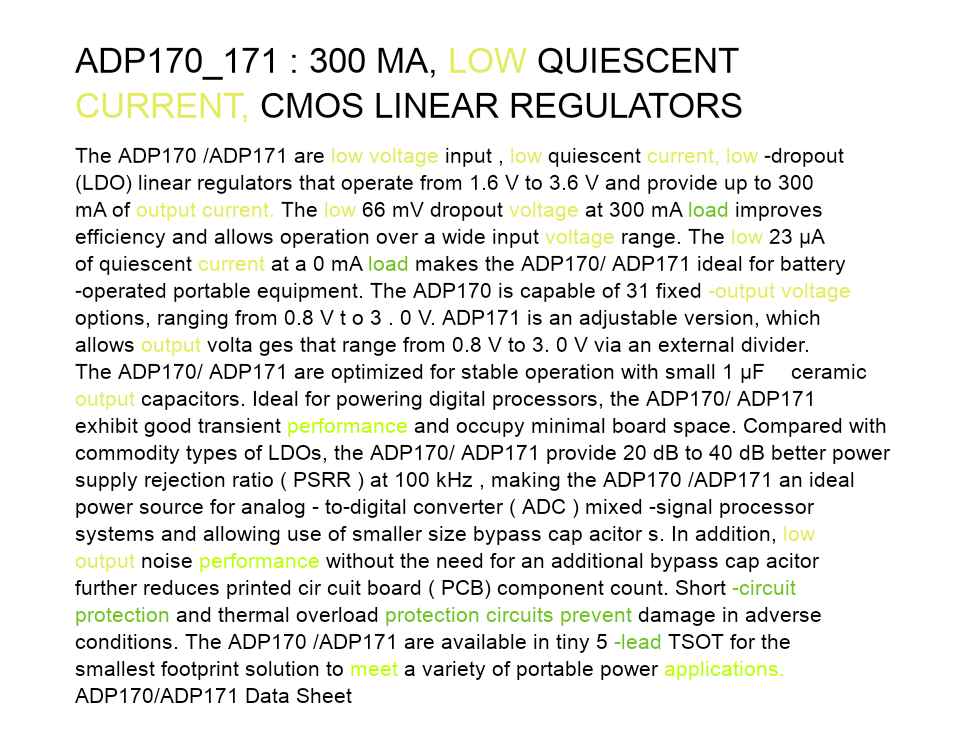 ADP170_171 : 300 MA, LOW QUIESCENT
CURRENT, CMOS LINEAR REGULATORS
The ADP170 /ADP171 are low voltage input , low quiescent current, low -dropout
(LDO) linear regulators that operate from 1.6 V to 3.6 V and provide up to 300
mA of output current. The low 66 mV dropout voltage at 300 mA load improves
efficiency and allows operation over a wide input voltage range. The low 23 µA
of quiescent current at a 0 mA load makes the ADP170/ ADP171 ideal for battery
-operated portable equipment. The ADP170 is capable of 31 fixed -output voltage
options, ranging from 0.8 V t o 3 . 0 V. ADP171 is an adjustable version, which
allows output volta ges that range from 0.8 V to 3. 0 V via an external divider.
The ADP170/ ADP171 are optimized for stable operation with small 1 µF ceramic
output capacitors. Ideal for powering digital processors, the ADP170/ ADP171
exhibit good transient performance and occupy minimal board space. Compared with
commodity types of LDOs, the ADP170/ ADP171 provide 20 dB to 40 dB better power
supply rejection ratio ( PSRR ) at 100 kHz , making the ADP170 /ADP171 an ideal
power source for analog - to-digital converter ( ADC ) mixed -signal processor
systems and allowing use of smaller size bypass cap acitor s. In addition, low
output noise performance without the need for an additional bypass cap acitor
further reduces printed cir cuit board ( PCB) component count. Short -circuit
protection and thermal overload protection circuits prevent damage in adverse
conditions. The ADP170 /ADP171 are available in tiny 5 -lead TSOT for the
smallest footprint solution to meet a variety of portable power applications.
ADP170/ADP171 Data Sheet